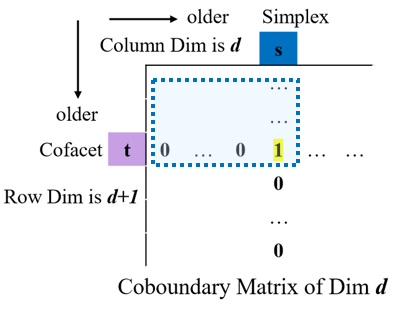 older Simplex
Column Dim is d s
older
...
...
Cofacet t 0 ... 0 1 ... ...
Row Dim is d+1 0
...
0
Coboundary Matrix of Dim d